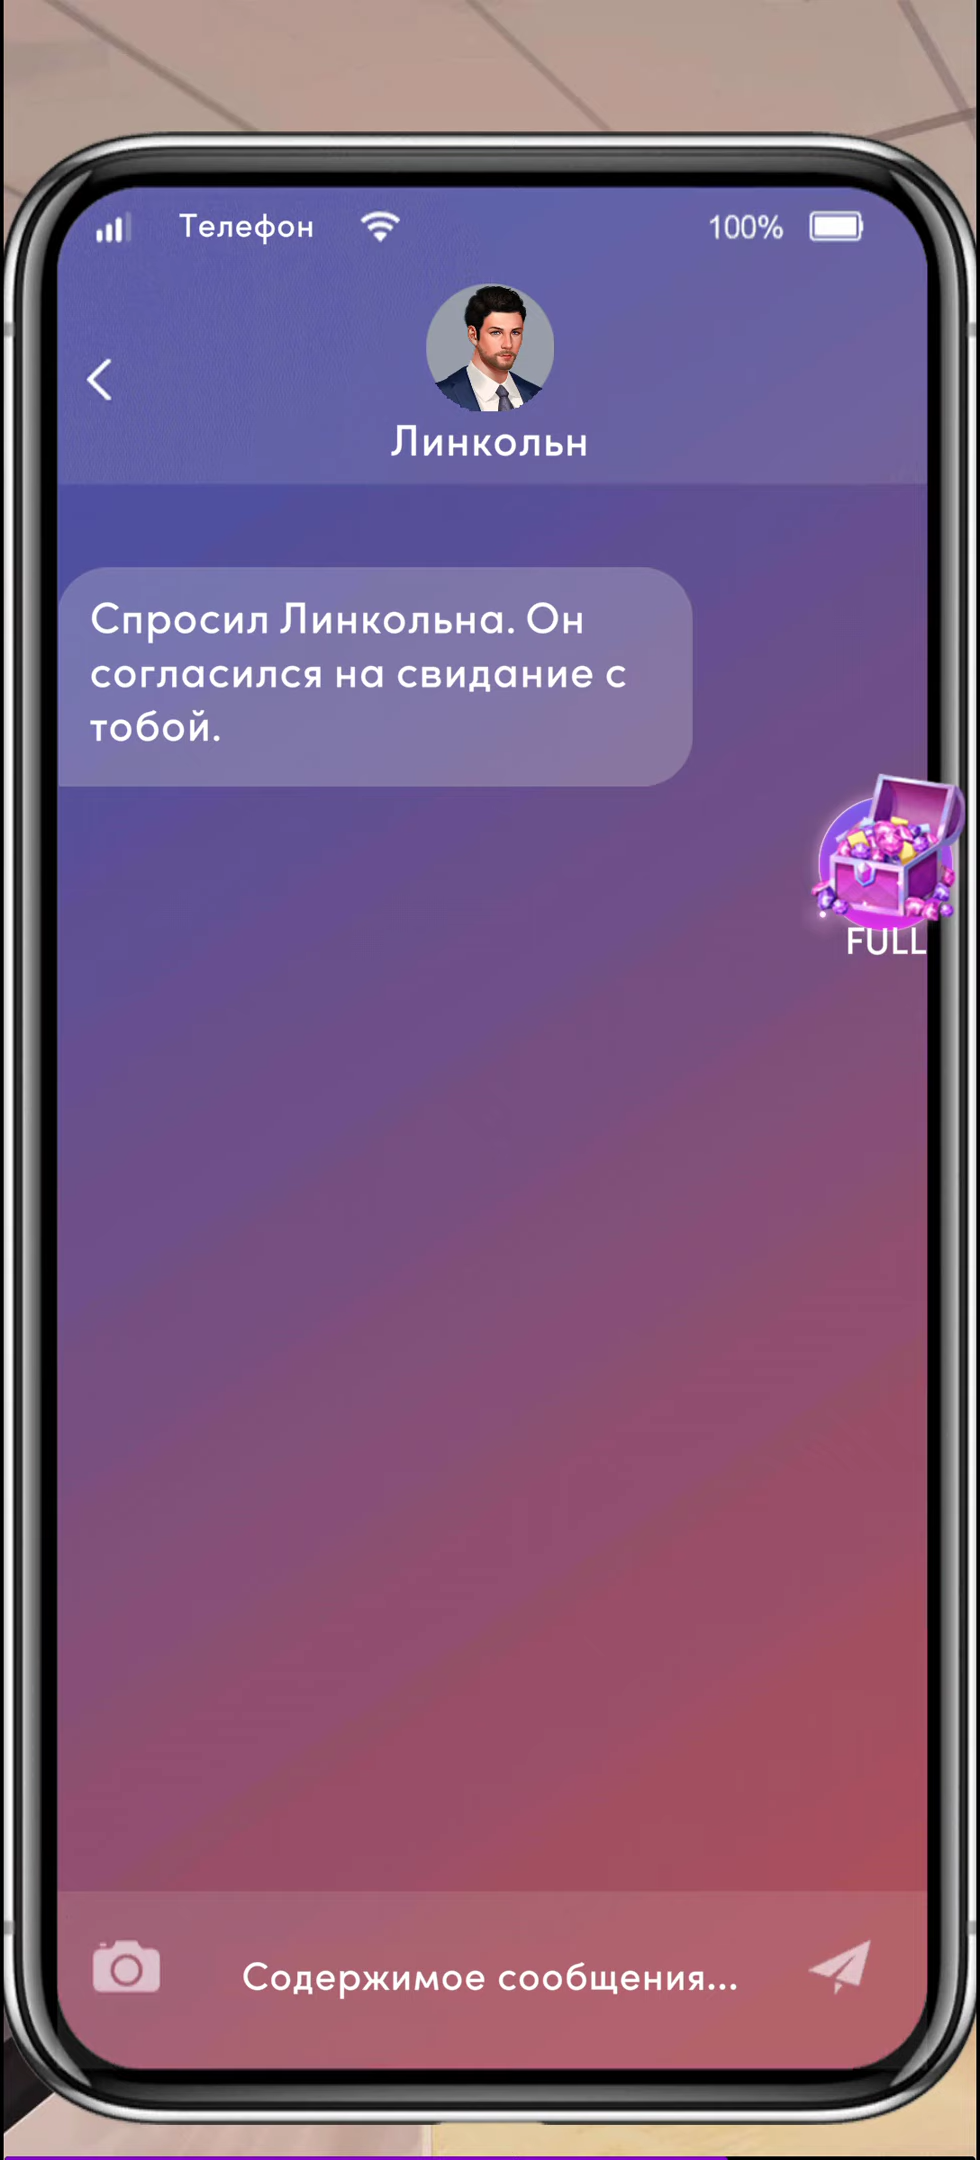 Телефон
100%
Линкольн
Спросил Линкольна. Он
согласился на свидание с
тобой.
FULL
Содержимое сообщения...